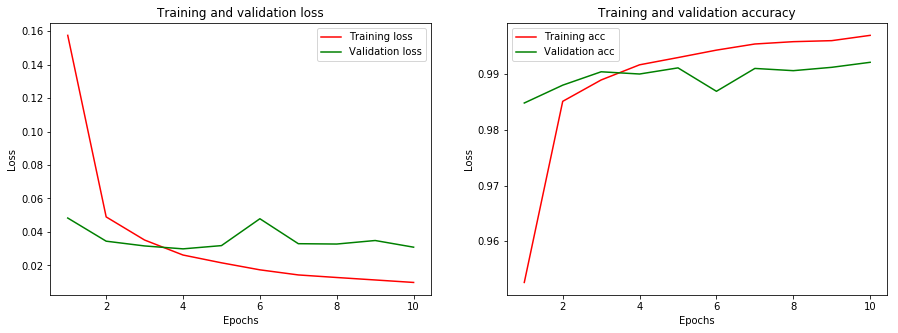 Training and validation loss
Training loss
Validation loss
0.16
0.14
0.12
0.10
0.08
0.06
0.04
0.02
Loss
2
4
6
8
10
Epochs
Training and validation accuracy
Training acc
Validation acc
0.99
0.98
0.97
0.96
Loss
2
4
6
8
10
Epochs